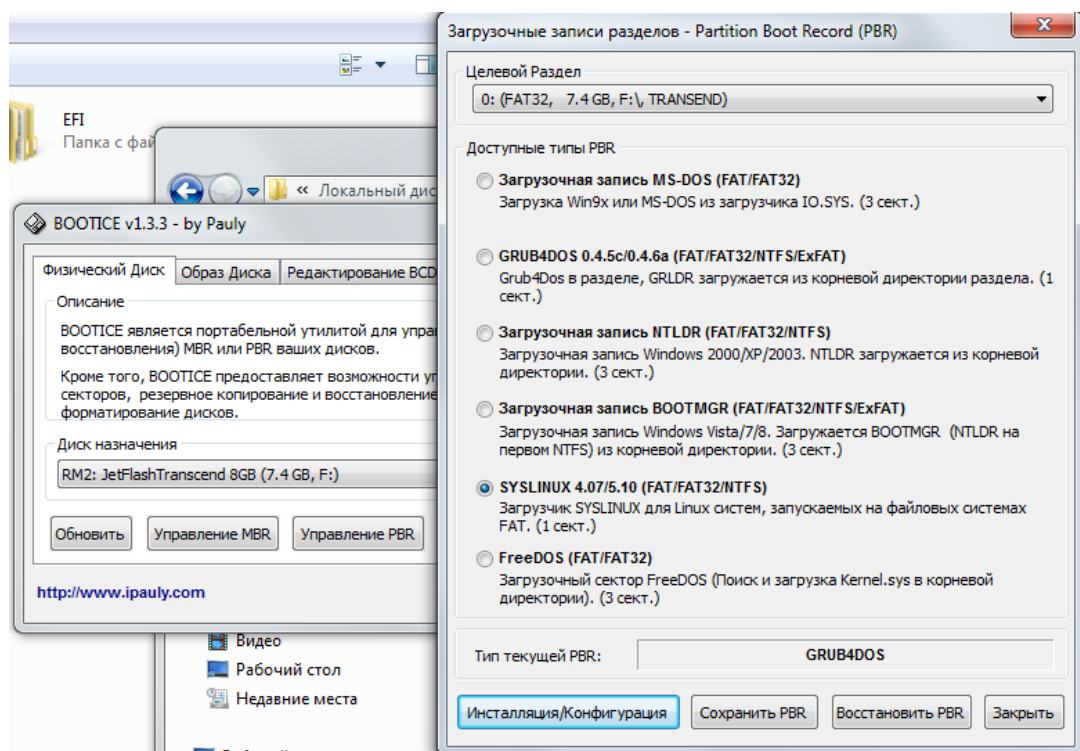 EFI
Папка с фай
« Локальный дис
BOOTICE v1.3.3 - by Pauly
Физический Диск
Образ Диска
Редактирование BCD
Описание
BOOTICE является портабельной утилитой для упра
восстановления) MBR или PBR ваших дисков.
Кроме того, BOOTICE предоставляет возможности уп
секторов, резервное копирование и восстановление
форматирование дисков.
Диск назначения
RM2: JetFlashTranscend 8GB (7.4 GB, F:)
Обновить
Управление MBR
Управление PBR
http://www.ipauly.com
Видео
Рабочий стол
Недавние места
Загрузочные записи разделов - Partition Boot Record (PBR)
Целевой Раздел
0: (FAT32, 7.4 GB, F:\, TRANSEND)
Доступные типы PBR
Загрузочная запись MS-DOS (FAT/FAT32)
Загрузка Win9x или MS-DOS из загрузчика IO.SYS. (3 сект.)
GRUB4DOS 0.4.5c/0.4.6a (FAT/FAT32/NTFS/ExFAT)
Grub4Dos в разделе, GRLDR загружается из корневой директории раздела. (1
сект.)
Загрузочная запись NTLDR (FAT/FAT32/NTFS)
Загрузочная запись Windows 2000/XP/2003. NTLDR загружается из корневой
директории. (3 сект.)
Загрузочная запись BOOTMGR (FAT/FAT32/NTFS/ExFAT)
Загрузочная запись Windows Vista/7/8. Загружается BOOTMGR (NTLDR на
первом NTFS) из корневой директории. (3 сект.)
SYSLINUX 4.07/5.10 (FAT/FAT32/NTFS)
Загрузчик SYSLINUX для Linux систем, запускаемых на файловых системах
FAT. (1 сект.)
FreeDOS (FAT/FAT32)
Загрузочный сектор FreeDOS (Поиск и загрузка Kernel.sys в корневой
директории). (3 сект.)
Тип текущей PBR:
GRUB4DOS
Инсталляция/Конфигурация
Сохранить PBR
Восстановить PBR
Закрыть